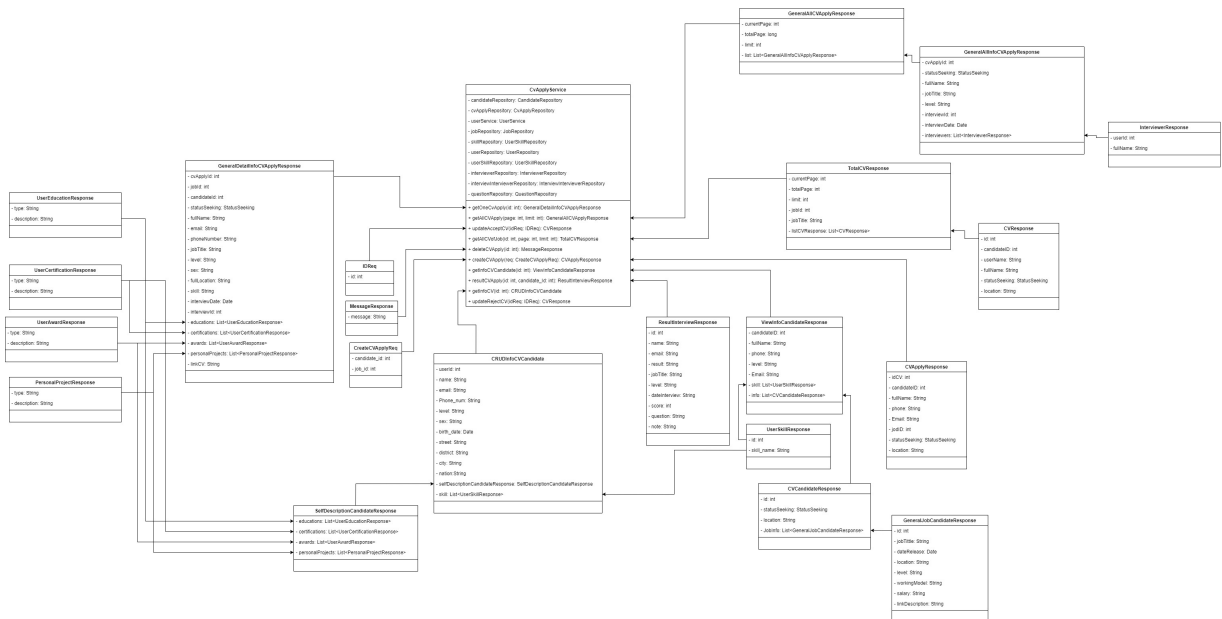 GeneralAllCVApplyResponse
- currentPage: int
- totalPage: long
- limit: int
- list: List<GeneralAllInfoCVApplyResponse>
GeneralAllInfoCVApplyResponse
- cvApplyId: int
- statusSeeking: StatusSeeking
- fullName: String
- jobTitle: String
- level: String
- interviewId: int
- interviewDate: Date
- interviewers: List<InterviewerResponse>
InterviewerResponse
- userId: int
- fullName: String
CvApplyService
- candidateRepository: CandidateRepository
- cvApplyRepository: CvApplyRepository
- userService: UserService
- jobRepository: JobRepository
- skillRepository: UserSkillRepository
- userRepository: UserRepository
- userSkillRepository: UserSkillRepository
- interviewerRepository: InterviewerRepository
- interviewInterviewerRepository: InterviewInterviewerRepository
- questionRepository: QuestionRepository
+ getOneCvApply(id: int): GeneralDetailInfoCVApplyResponse
+ getAllCVApply(page: int, limit: int): GeneralAllCVApplyResponse
+ updateAcceptCV(idReq: IDReq): CVResponse
+ getAllCVofJob(id: int, page: int, limit: int): TotalCVResponse
+ deleteCVApply(id: int): MessageResponse
+ createCVApply(req: CreateCVApplyReq): CVApplyResponse
+ getInfoCVCandidate(id: int): ViewInfoCandidateResponse
+ resultCVApply(id: int, candidate_id: int): ResultInterviewResponse
+ getInfoCV(id: int): CRUDInfoCVCandidate
+ updateRejectCV(idReq: IDReq): CVResponse
GeneralDetailInfoCVApplyResponse
- cvApplyId: int
- jobId: int
- candidateId: int
- statusSeeking: StatusSeeking
- fullName: String
- email: String
- phoneNumber: String
- jobTitle: String
- level: String
- sex: String
- fullLocation: String
- skill: String
- interviewDate: Date
- interviewId: int
- educations: List<UserEducationResponse>
- certifications: List<UserCertificationResponse>
- awards: List<UserAwardResponse>
- personalProjects: List<PersonalProjectResponse>
- linkCV: String
UserEducationResponse
- type: String
- description: String
UserCertificationResponse
- type: String
- description: String
UserAwardResponse
- type: String
- description: String
PersonalProjectResponse
- type: String
- description: String
IDReq
- id: int
MessageResponse
- message: String
CreateCVApplyReq
- candidate_id: int
- job_id: int
TotalCVResponse
- currentPage: int
- totalPage: int
- limit: int
- jobId: int
- jobTitle: String
- listCVResponse: List<CVResponse>
CVResponse
- id: int
- candidateID: int
- userName: String
- fullName: String
- statusSeeking: StatusSeeking
- location: String
CRUDInfoCVCandidate
- userId: int
- name: String
- email: String
- Phone_num: String
- level: String
- sex: String
- birth_date: Date
- street: String
- district: String
- city: String
- nation:String
- selfDescriptionCandidateResponse: SelfDescriptionCandidateResponse
- skill: List<UserSkillResponse>
ResultInterviewResponse
- id: int
- name: String
- email: String
- result: String
- jobTitle: String
- level: String
- dateInterview: String
- score: int
- question: String
- note: String
ViewInfoCandidateResponse
- candidateID: int
- fullName: String
- phone: String
- level: String
- Email: String
- skill: List<UserSkillResponse>
- info: List<CVCandidateResponse>
CVApplyResponse
- idCV: int
- candidateID: int
- fullName: String
- phone: String
- Email: String
- jodID: int
- statusSeeking: StatusSeeking
- location: String
UserSkillResponse
- id: int
- skill_name: String
CVCandidateResponse
- id: int
- statusSeeking: StatusSeeking
- location: String
- JobInfo: List<GeneralJobCandidateResponse>
GeneralJobCandidateResponse
- id: int
- jobTitle: String
- dateRelease: Date
- location: String
- level: String
- workingModel: String
- salary: String
- linkDescription: String
SelfDescriptionCandidateResponse
- educations: List<UserEducationResponse>
- certifications: List<UserCertificationResponse>
- awards: List<UserAwardResponse>
- personalProjects: List<PersonalProjectResponse>